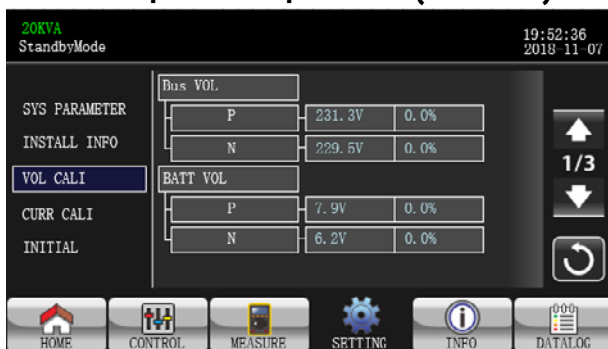 20KVA
StandbyMode
19:52:36
2018-11-07
SYS PARAMETER
INSTALL INFO
VOL CALI
CURR CALI
INITIAL
Bus VOL
P 231.3V 0.0%
N 229.5V 0.0%
BATT VOL
P 7.9V 0.0%
N 6.2V 0.0%
1/3
HOME CONTROL MEASURE SETTING INFO DATALOG